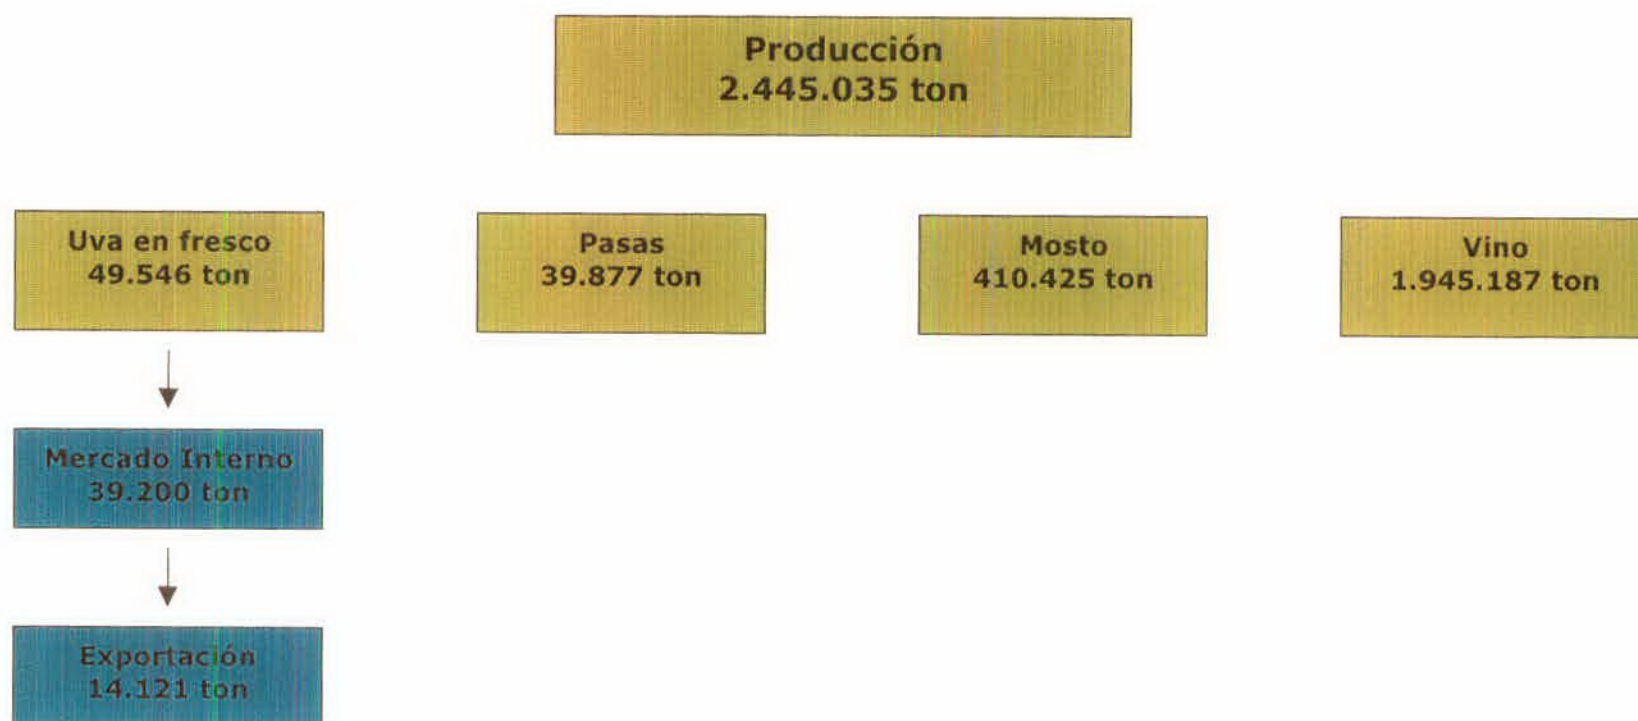 Producción
2.445.035 ton
Uva en fresco
49.546 ton
Pasas
39.877 ton
Mosto
410.425 ton
Vino
1.945.187 ton
Mercado Interno
39.200 ton
Exportación
14.121 ton